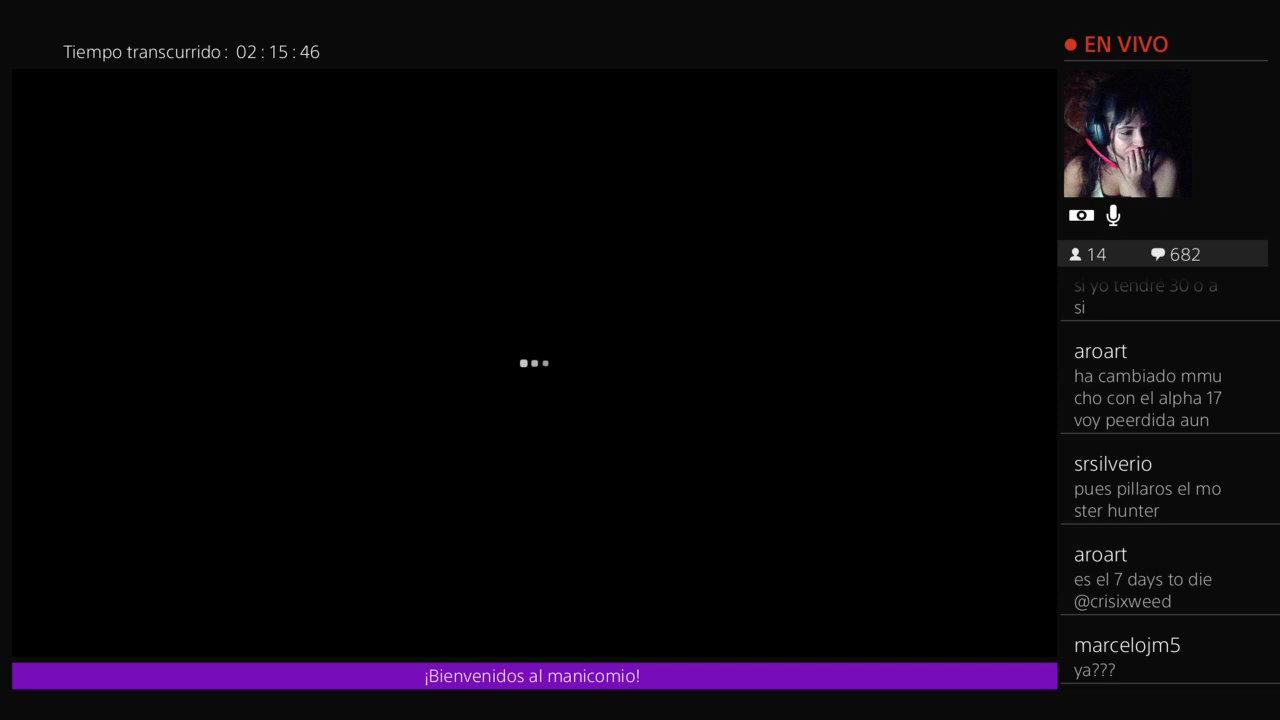 Tiempo transcurrido : 02 : 15 : 46
EN VIVO
14 682
si yo tendré 30 o a
si
aroart
ha cambiado mmu
cho con el alpha 17
voy peerdida aun
srsilverio
pues pillaros el mo
ster hunter
aroart
es el 7 days to die
@crisixweed
marcelojm5
ya???
¡Bienvenidos al manicomio!